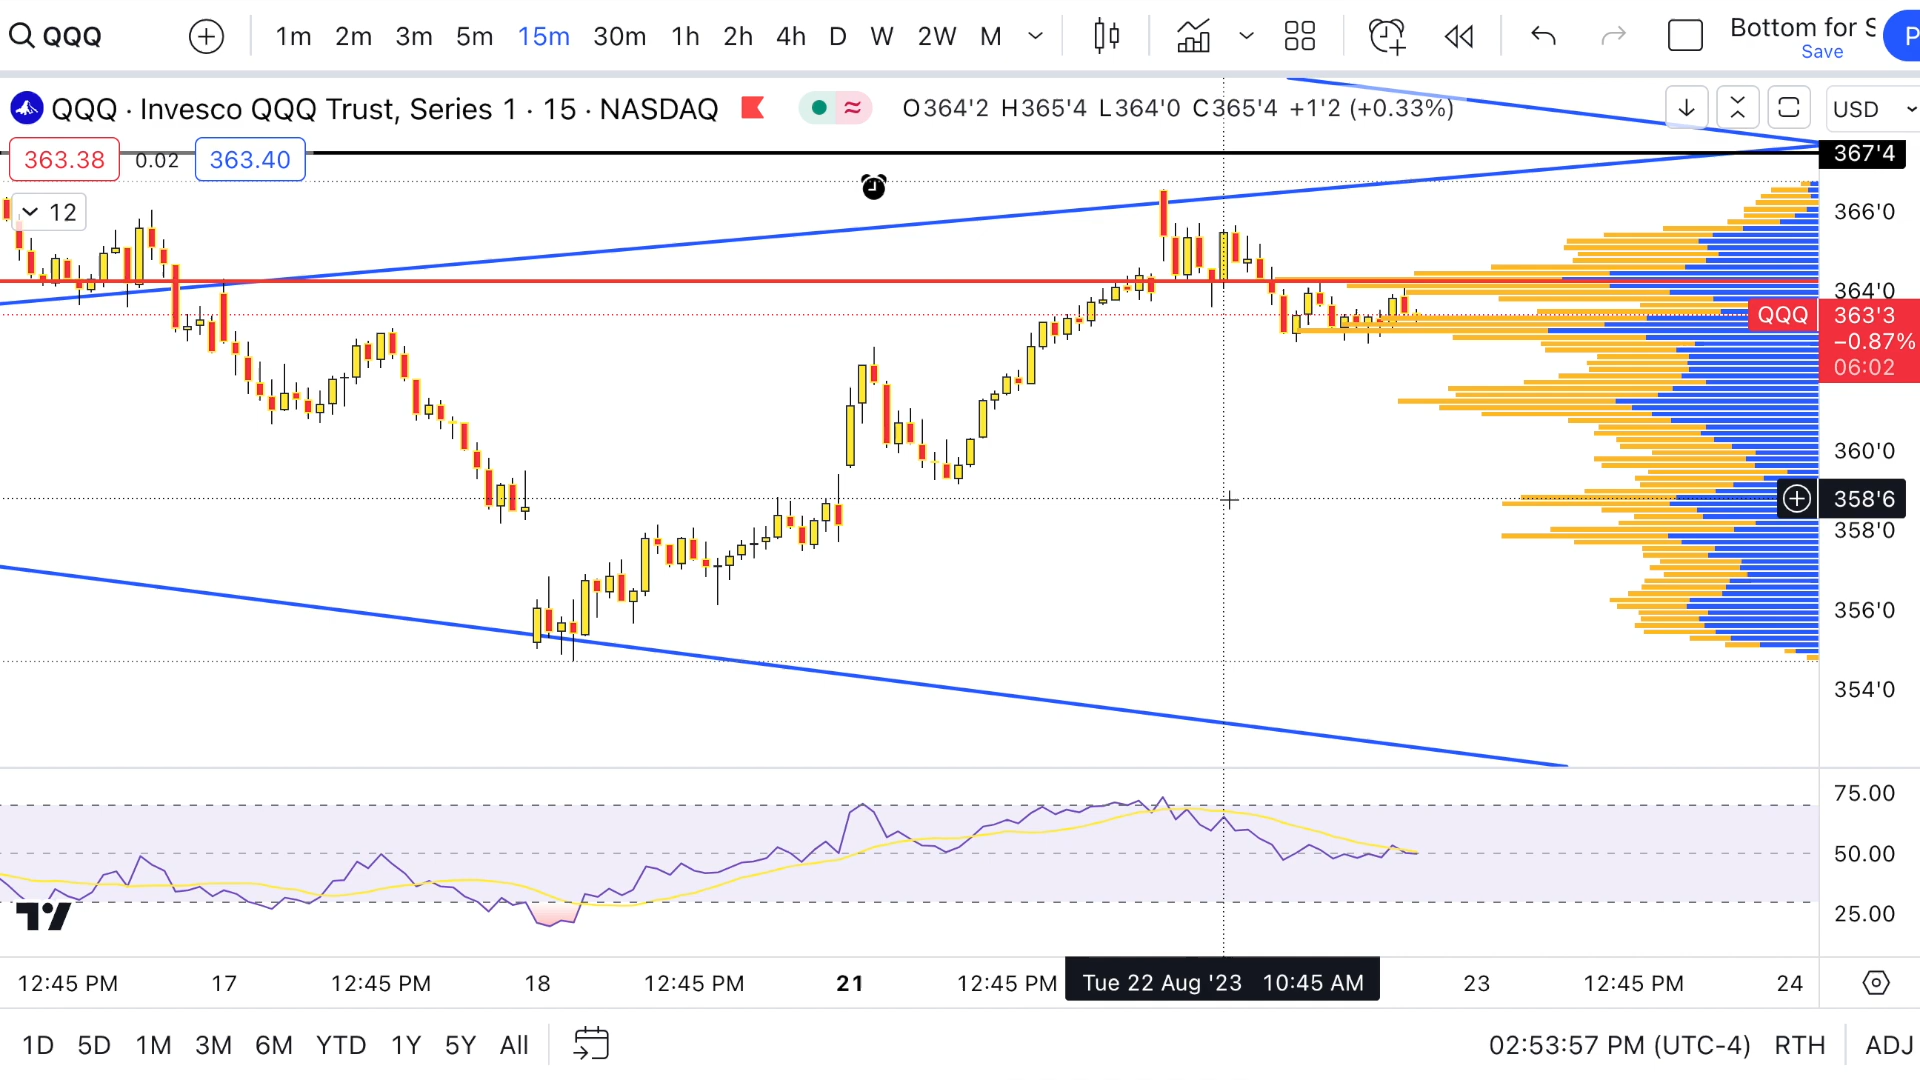 QQQ 1m 2m 3m 5m 15m 30m 1h 2h 4h D W 2W M Bottom for S P
Save
QQQ · Invesco QQQ Trust, Series 1 · 15 · NASDAQ ≈ O364'2 H365'4 L364'0 C365'4 +1'2 (+0.33%) USD
363.38 0.02 363.40 367'4
12 366'0
364'0
QQQ 363'3
−0.87%
06:02
360'0
358'6
358'0
356'0
354'0
75.00
50.00
25.00
12:45 PM 17 12:45 PM 18 12:45 PM 21 12:45 PM Tue 22 Aug '23 10:45 AM 23 12:45 PM 24
1D 5D 1M 3M 6M YTD 1Y 5Y All 02:53:57 PM (UTC-4) RTH ADJ